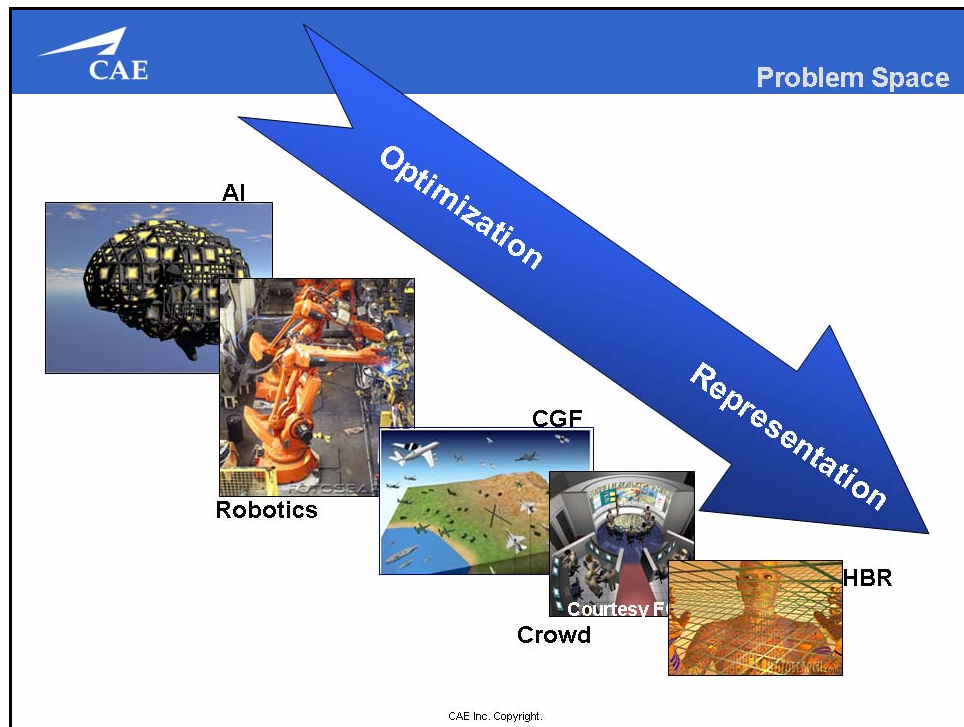 CAE
Problem Space
Optimization
AI
Robotics
CGF
Representation
HBR
Courtesy F
Crowd
CAE Inc. Copyright.